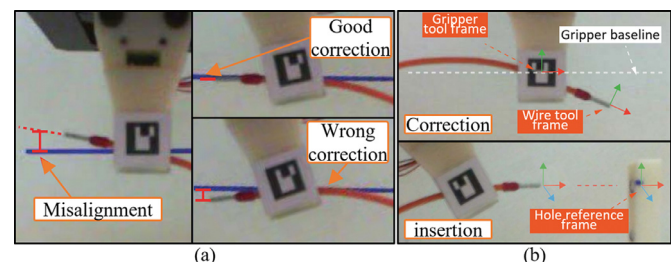 Good
correction
Misalignment
Wrong
correction
(a)
Gripper
tool frame
Gripper baseline
Correction
Wire tool
frame
insertion
Hole reference
frame
(b)